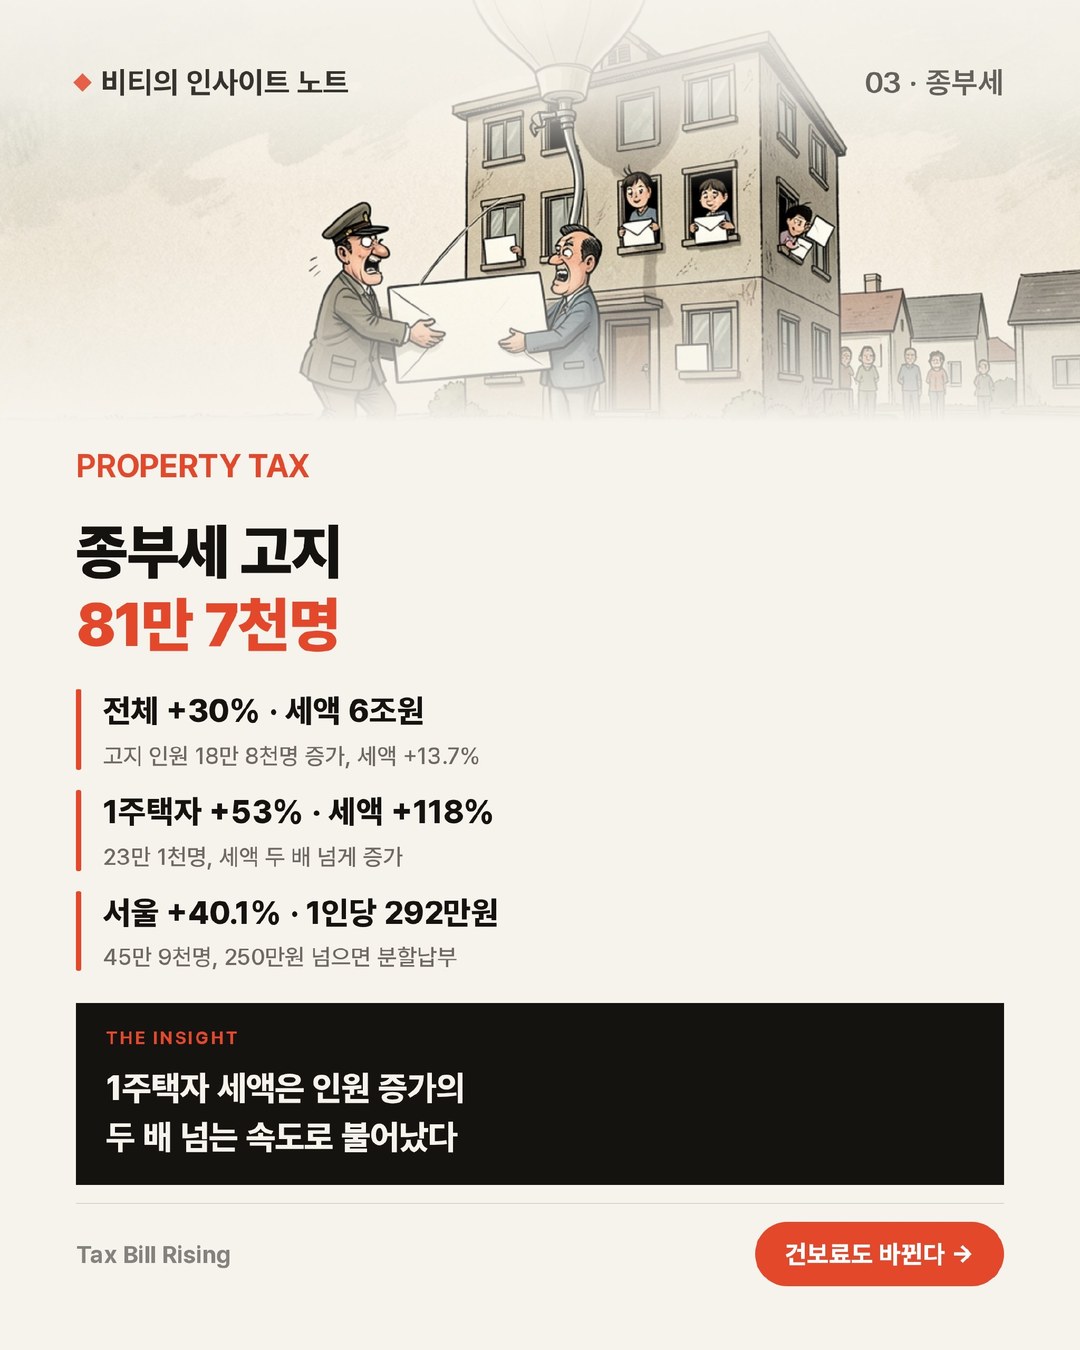 비티의 인사이트 노트
03 · 종부세
PROPERTY TAX
종부세 고지
81만 7천명
전체 +30% · 세액 6조원
고지 인원 18만 8천명 증가, 세액 +13.7%
1주택자 +53% · 세액 +118%
23만 1천명, 세액 두 배 넘게 증가
서울 +40.1% · 1인당 292만원
45만 9천명, 250만원 넘으면 분할납부
THE INSIGHT
1주택자 세액은 인원 증가의
두 배 넘는 속도로 불어났다
Tax Bill Rising
건보료도 바뀐다 →